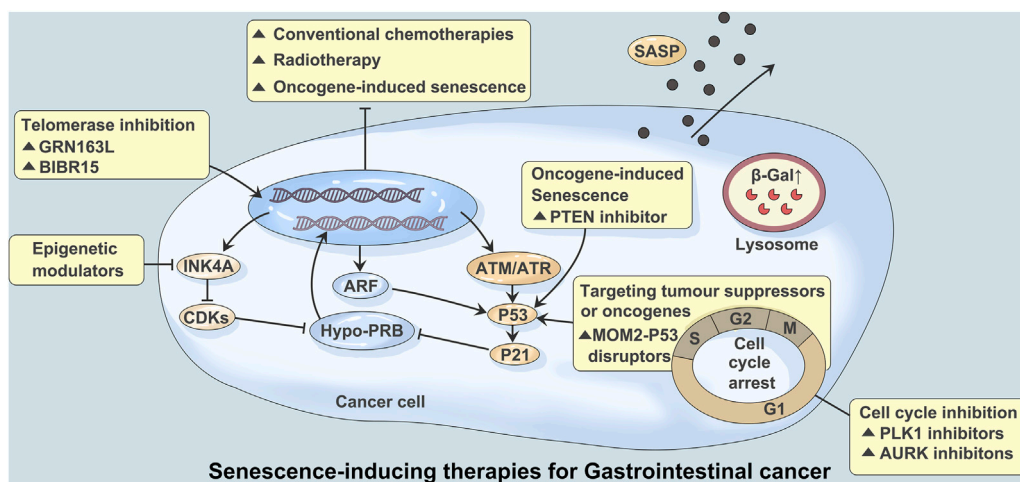 ▲ Conventional chemotherapies
▲ Radiotherapy
▲ Oncogene-induced senescence
SASP
Telomerase inhibition
▲ GRN163L
▲ BIBR15
Oncogene-induced
Senescence
▲ PTEN inhibitor
β-Gal↑
Lysosome
Epigenetic
modulators
INK4A
ARF
ATM/ATR
CDKs
Hypo-PRB
P53
P21
Targeting tumour suppressors
or oncogenes
▲ MOM2-P53
disruptors
S
G2
M
G1
Cell
cycle
arrest
Cancer cell
Cell cycle inhibition
▲ PLK1 inhibitors
▲ AURK inhibitons
Senescence-inducing therapies for Gastrointestinal cancer